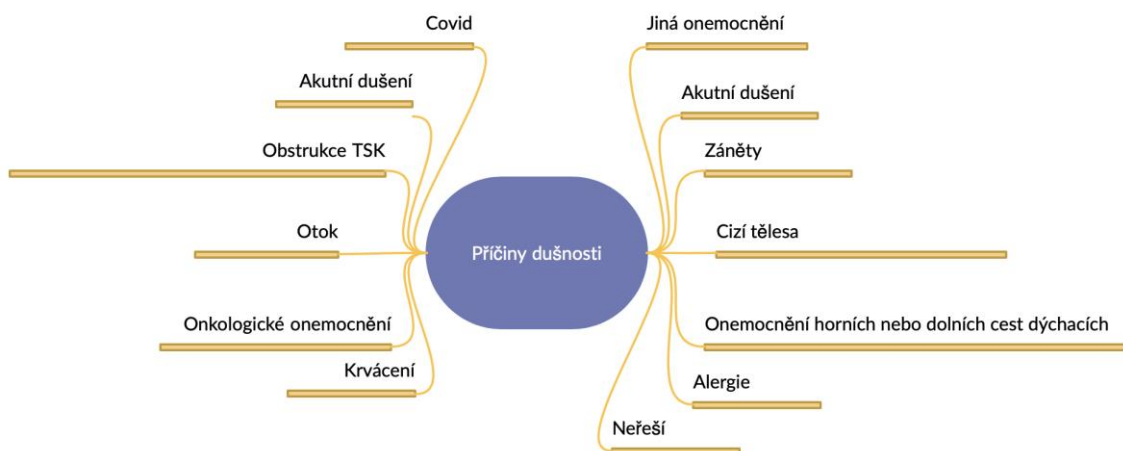 Covid
Akutní dušení
Obstrukce TSK
Otok
Onkologické onemocnění
Krvácení
Příčiny dušnosti
Jiná onemocnění
Akutní dušení
Záněty
Cizí tělesa
Onemocnění horních nebo dolních cest dýchacích
Alergie
Neřeší